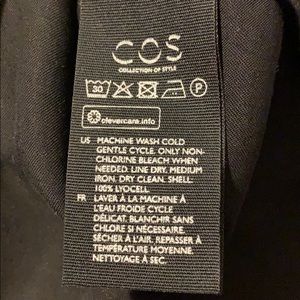 COS
COLLECTION OF STYLE
30 P
clevercare.info
US MACHINE WASH COLD.
GENTLE CYCLE. ONLY NON-
CHLORINE BLEACH WHEN
NEEDED. LINE DRY. MEDIUM
IRON. DRY CLEAN. SHELL:
100% LYOCELL
FR LAVER À LA MACHINE À
L'EAU FROIDE CYCLE
DÉLICAT. BLANCHIR SANS
CHLORE SI NÉCESSAIRE.
SÉCHER À L'AIR. REPASSER À
TEMPÉRATURE MOYENNE.
NETTOYAGE À SEC.